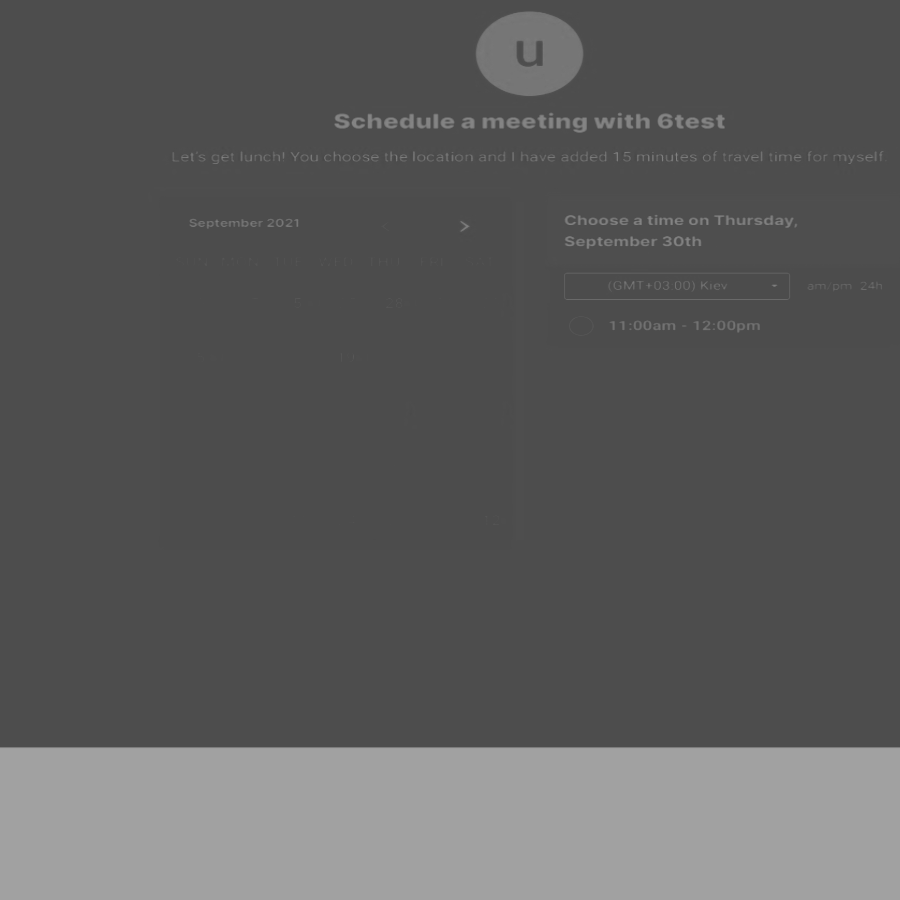 u
Schedule a meeting with 6test
Let's get lunch! You choose the location and I have added 15 minutes of travel time for myself.
September 2021
Choose a time on Thursday,
September 30th
(GMT+03:00) Kiev
am/pm 24h
11:00am - 12:00pm